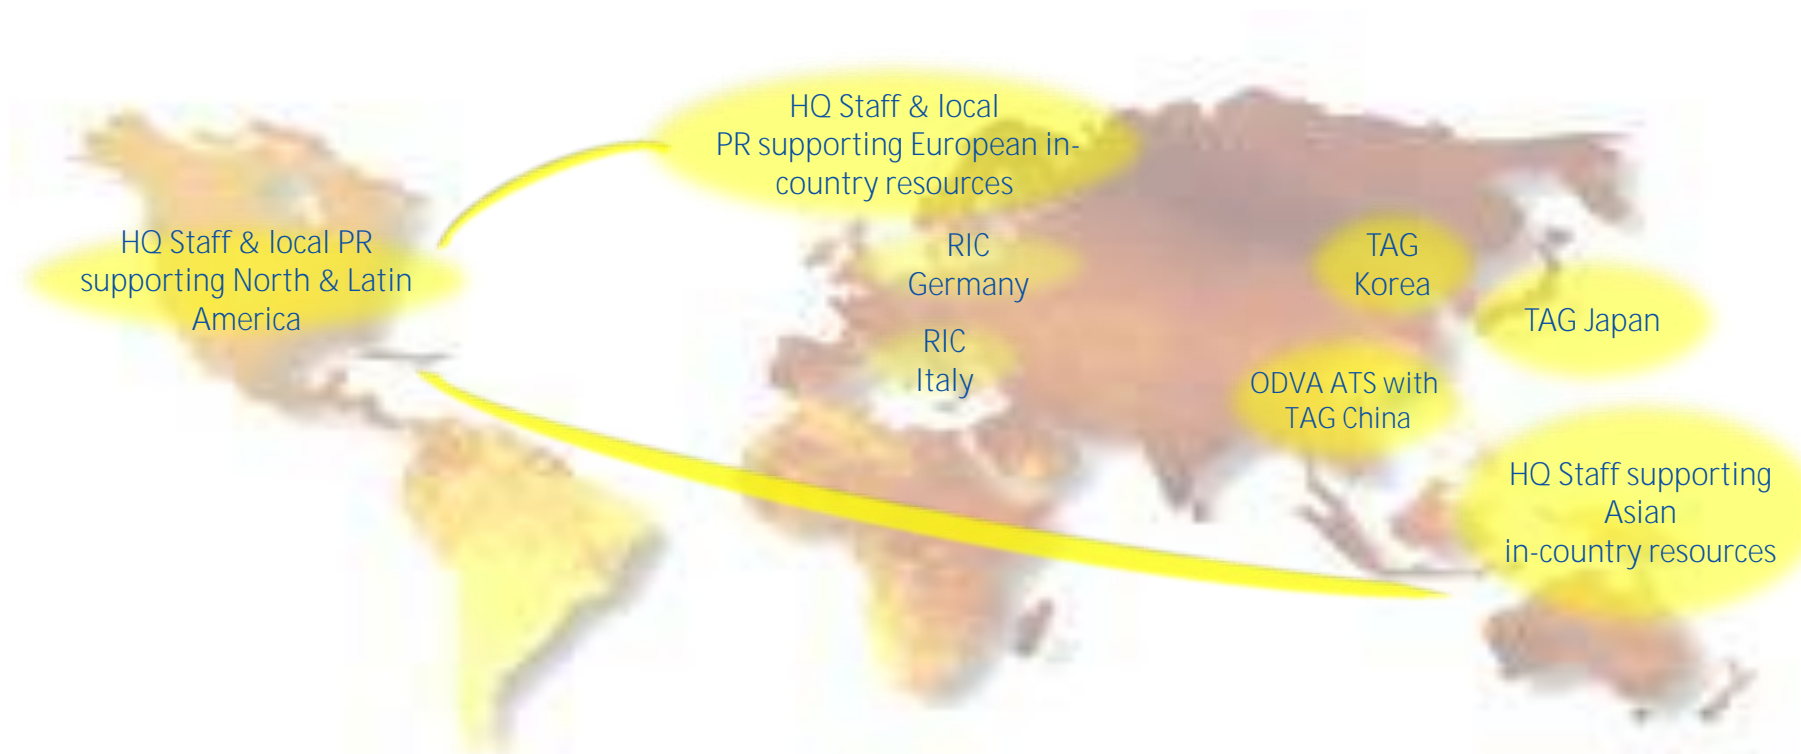 HQ Staff & local
PR supporting European in-
country resources
HQ Staff & local PR
supporting North & Latin
America
RIC
Germany
RIC
Italy
TAG
Korea
TAG Japan
ODVA ATS with
TAG China
HQ Staff supporting
Asian
in-country resources